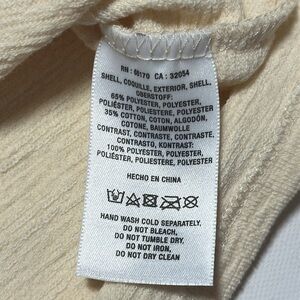 RN: 66170 CA: 32054
SHELL, COQUILLE, EXTERIOR, SHELL,
OBERSTOFF:
65% POLYESTER, POLYESTER,
POLIÉSTER, POLIESTERE, POLYESTER
35% COTTON, COTON, ALGODÓN,
COTONE, BAUMWOLLE
CONTRAST, CONTRASTE, CONTRASTE,
CONTRASTO, KONTRAST:
100% POLYESTER, POLYESTER,
POLIÉSTER, POLIESTERE, POLYESTER
HECHO EN CHINA
HAND WASH COLD SEPARATELY,
DO NOT BLEACH,
DO NOT TUMBLE DRY,
DO NOT IRON,
DO NOT DRY CLEAN